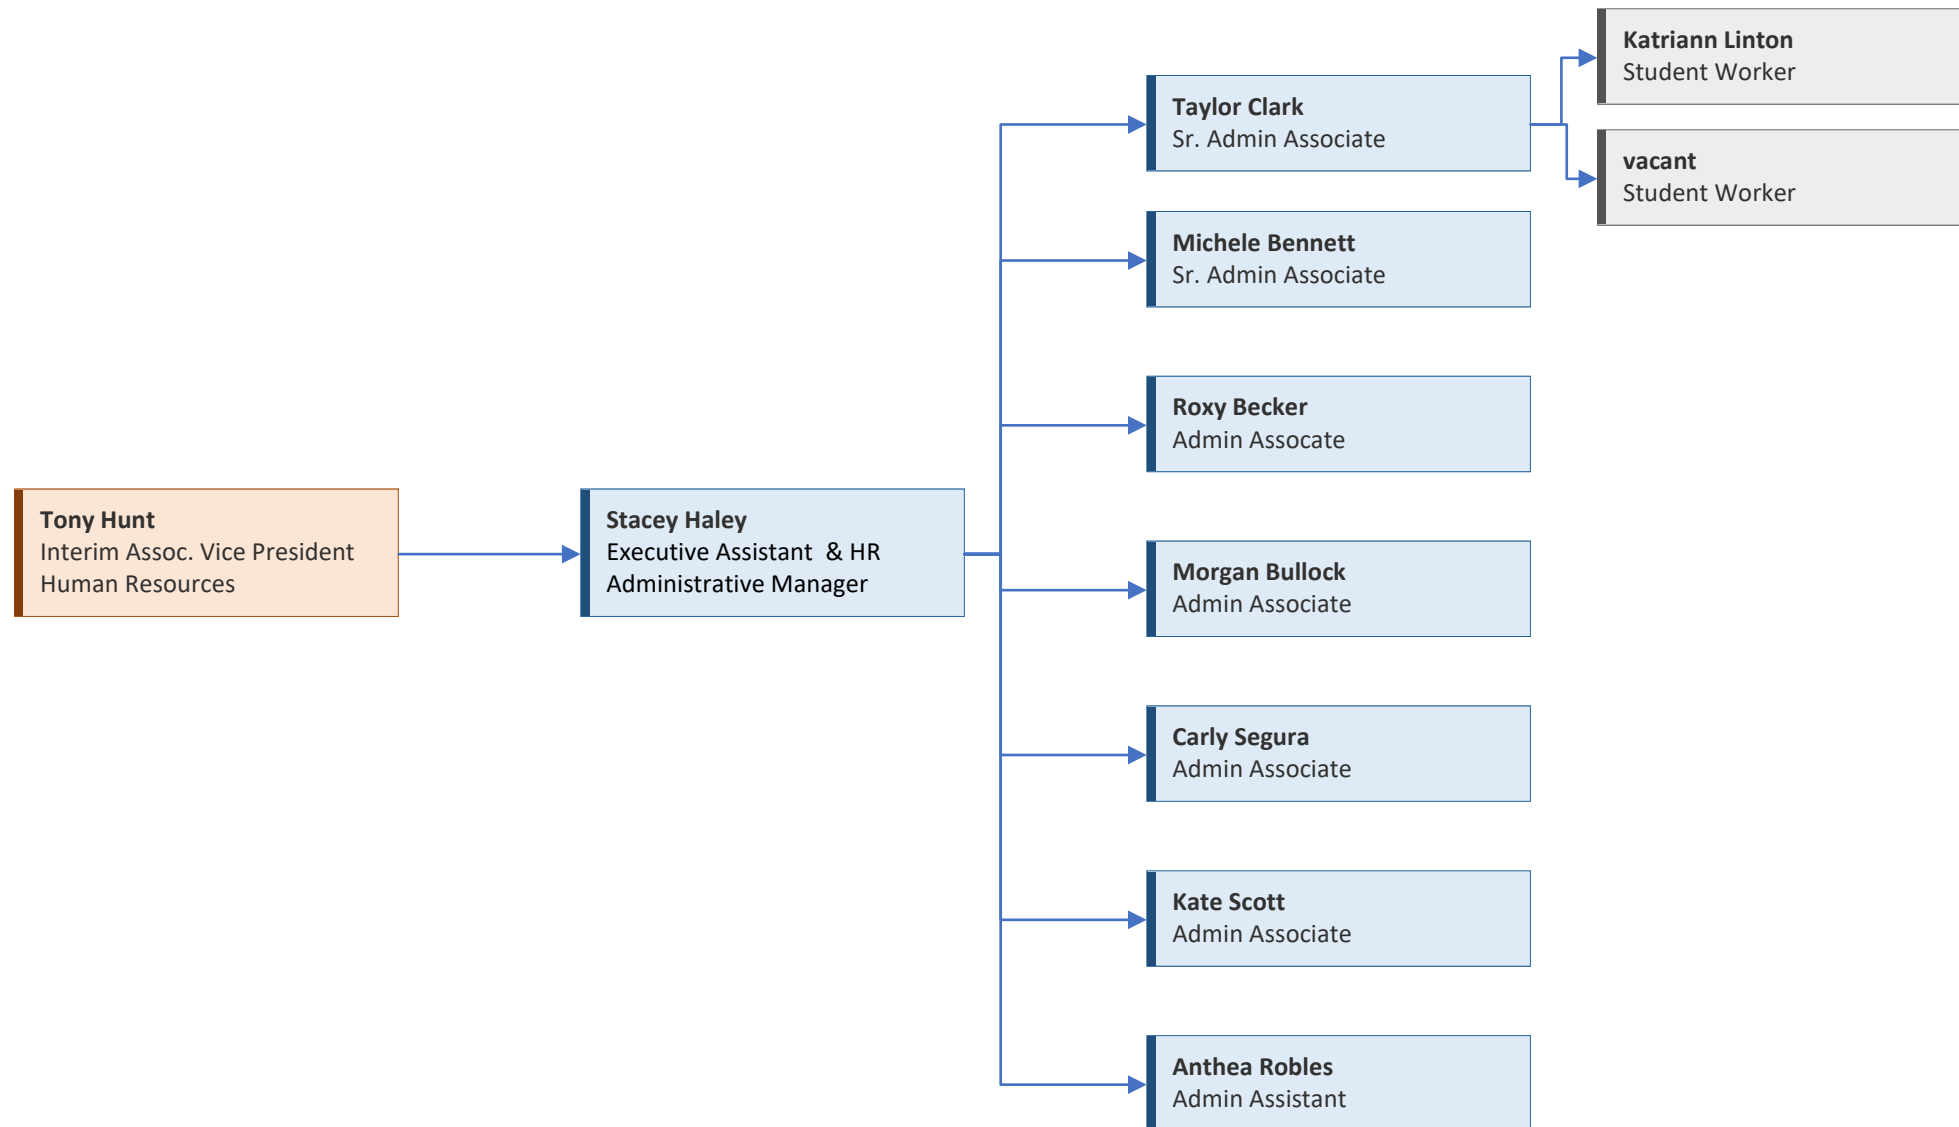 Katriann Linton
Student Worker
Taylor Clark
Sr. Admin Associate
vacant
Student Worker
Michele Bennett
Sr. Admin Associate
Roxy Becker
Admin Assocate
Tony Hunt
Interim Assoc. Vice President
Human Resources
Stacey Haley
Executive Assistant  & HR
Administrative Manager
Morgan Bullock
Admin Associate
Carly Segura
Admin Associate
Kate Scott
Admin Associate
Anthea Robles
Admin Assistant